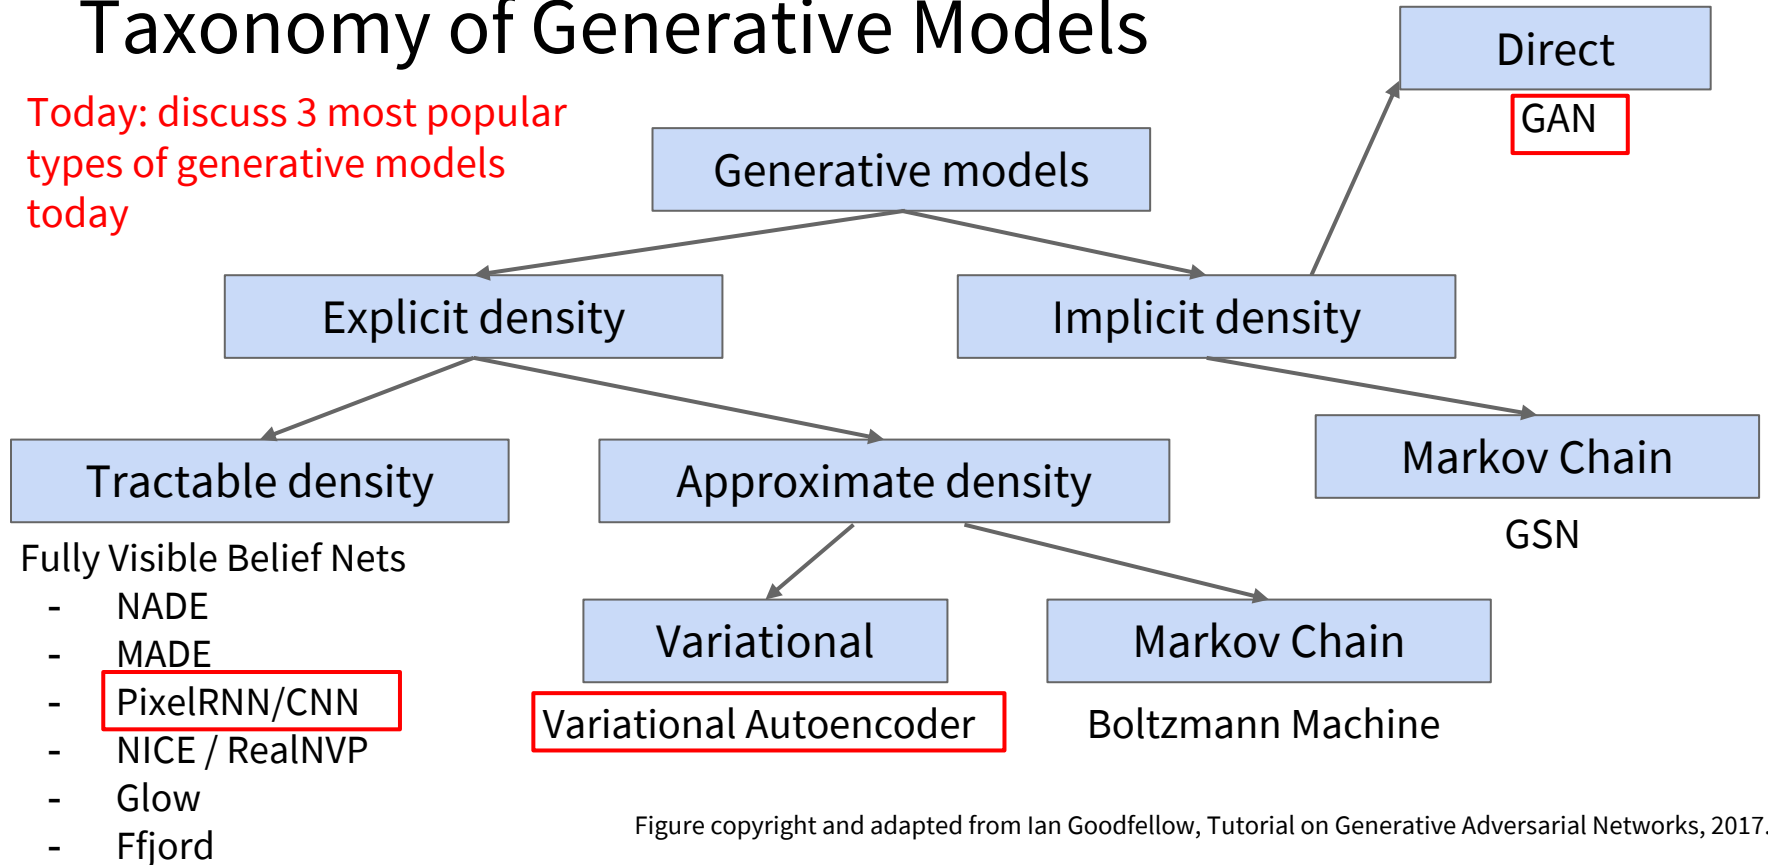 Taxonomy of Generative Models
Direct
Today: discuss 3 most popular
types of generative models
today
GAN
Generative models
Explicit density
Implicit density
Tractable density
Approximate density
Markov Chain
GSN
Fully Visible Belief Nets
- NADE
- MADE
- PixelRNN/CNN
- NICE / RealNVP
- Glow
- Ffjord
Variational
Markov Chain
Variational Autoencoder
Boltzmann Machine
Figure copyright and adapted from Ian Goodfellow, Tutorial on Generative Adversarial Networks, 2017.